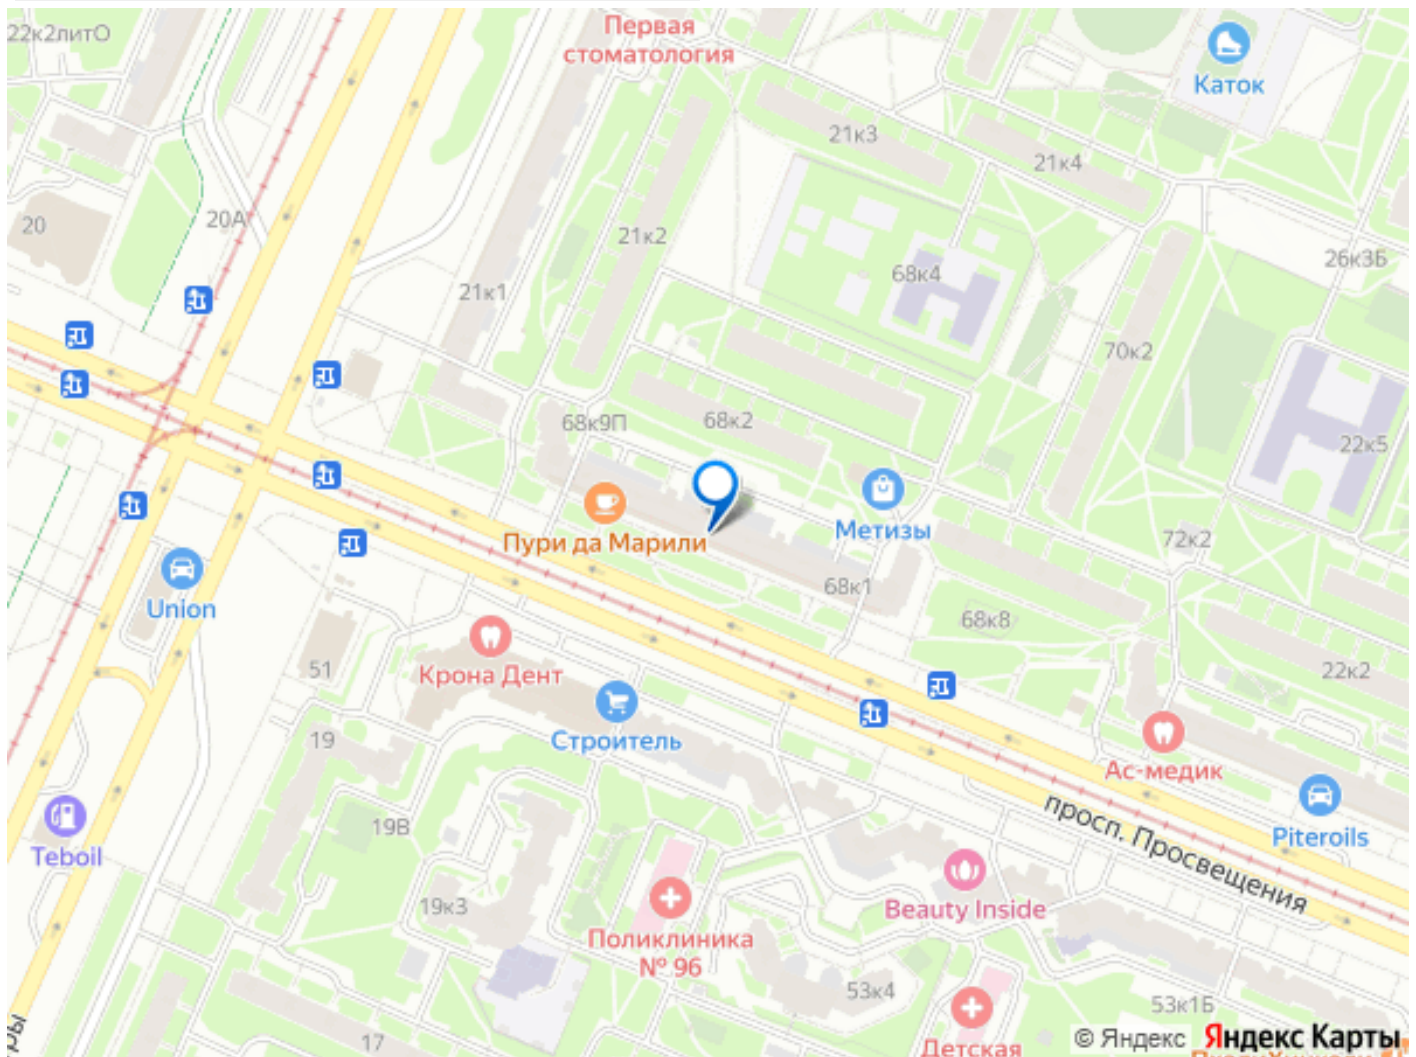 22к2литО
Первая
стоматология
Каток
21к3
21к4
20
20А
21к2
26к3Б
68к4
21к1
70к2
68к9П
68к2
22к5
Метизы
Пури да Марили
72к2
68к1
Union
68к8
51
Крона Дент
22к2
19
Строитель
Ас-медик
просп. Просвещения
19В
Teboil
Piteroils
19к3
Beauty Inside
Поликлиника
№ 96
53к4
53к1Б
17
Детская
© Яндекс Яндекс Карты